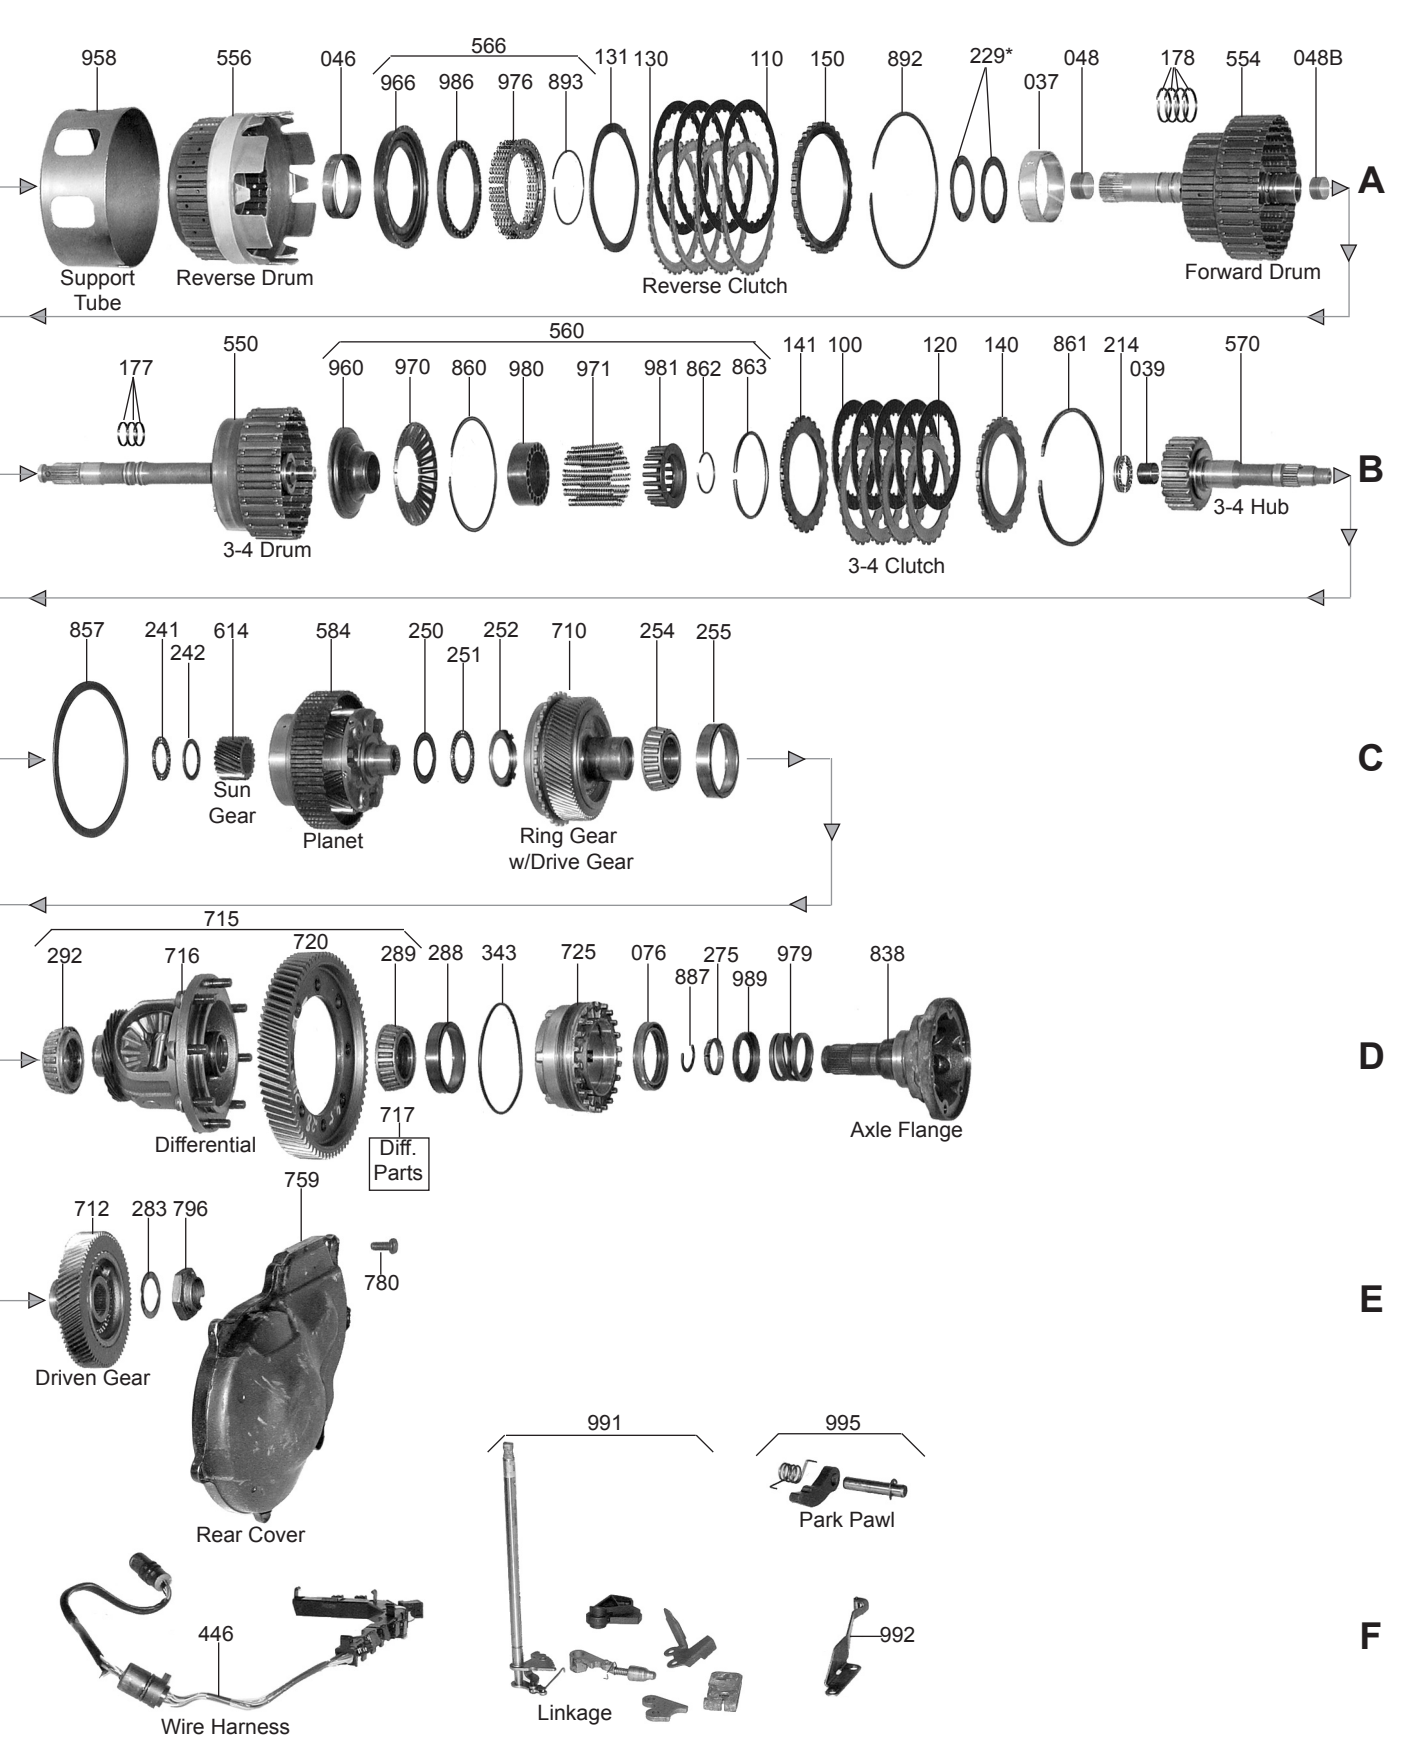 566
958 556 046 131 130 110 150 892 229* 048 178 554 048B
966 986 976 893 037
A
Support
Tube
Reverse Drum
Reverse Clutch
Forward Drum
560
550 141 100 120 140 861 214 570
177 960 970 860 980 971 981 862 863 039
B
3-4 Drum
3-4 Clutch
3-4 Hub
857 241 614 584 250 252 710 254 255
242 251
C
Sun
Gear
Planet
Ring Gear
w/Drive Gear
715
720
292 716 289 288 343 725 076 275 979 838
887 989
D
717
Diff.
Parts
Differential
Axle Flange
759
712 283 796
780
E
Driven Gear
Rear Cover
991 995
Park Pawl
446
992
F
Linkage
Wire Harness